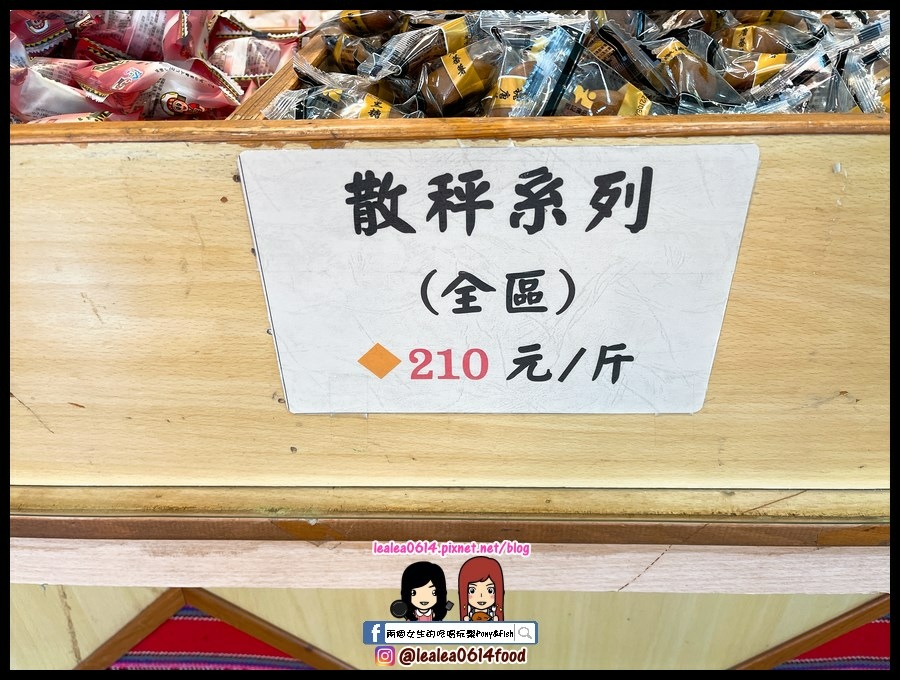 散秤系列
(全區)
210 元/斤
lealea0614.pixnet.net/blog
兩個女生の吃喝玩樂Pony&Fish
@lealea0614food